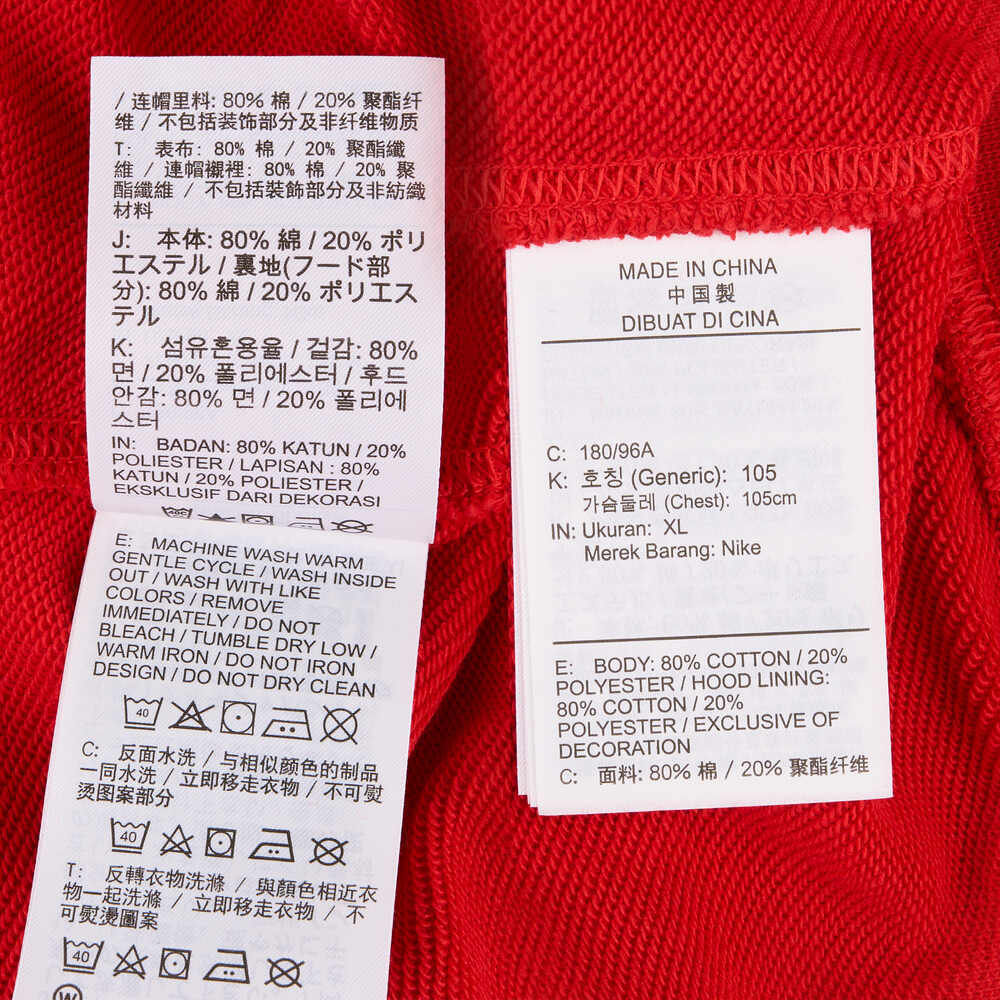 / 连帽里料: 80% 棉 / 20% 聚酯纤
维 / 不包括装饰部分及非纤维物质
T: 表布: 80% 棉 / 20% 聚酯纖
維 / 連帽襯裡: 80% 棉 / 20% 聚
酯纖維 / 不包括裝飾部分及非紡織
材料
J: 本体: 80% 綿 / 20% ポリ
エステル / 裏地(フード部
分): 80% 綿 / 20% ポリエス
テル
K: 섬유혼용율 / 겉감: 80%
면 / 20% 폴리에스터 / 후드
안감: 80% 면 / 20% 폴리에
스터
IN: BADAN: 80% KATUN / 20%
POLIESTER / LAPISAN : 80%
KATUN / 20% POLIESTER /
EKSKLUSIF DARI DEKORASI
E: MACHINE WASH WARM
GENTLE CYCLE / WASH INSIDE
OUT / WASH WITH LIKE
COLORS / REMOVE
IMMEDIATELY / DO NOT
BLEACH / TUMBLE DRY LOW /
WARM IRON / DO NOT IRON
DESIGN / DO NOT DRY CLEAN
40
C: 反面水洗 / 与相似颜色的制品
一同水洗 / 立即移走衣物 / 不可熨
烫图案部分
40
T: 反轉衣物洗滌 / 與顏色相近衣
物一起洗滌 / 立即移走衣物 / 不
可熨燙圖案
40
W
MADE IN CHINA
中国製
DIBUAT DI CINA
C: 180/96A
K: 호칭 (Generic): 105
가슴둘레 (Chest): 105cm
IN: Ukuran: XL
Merek Barang: Nike
E: BODY: 80% COTTON / 20%
POLYESTER / HOOD LINING:
80% COTTON / 20%
POLYESTER / EXCLUSIVE OF
DECORATION
C: 面料: 80% 棉 / 20% 聚酯纤维